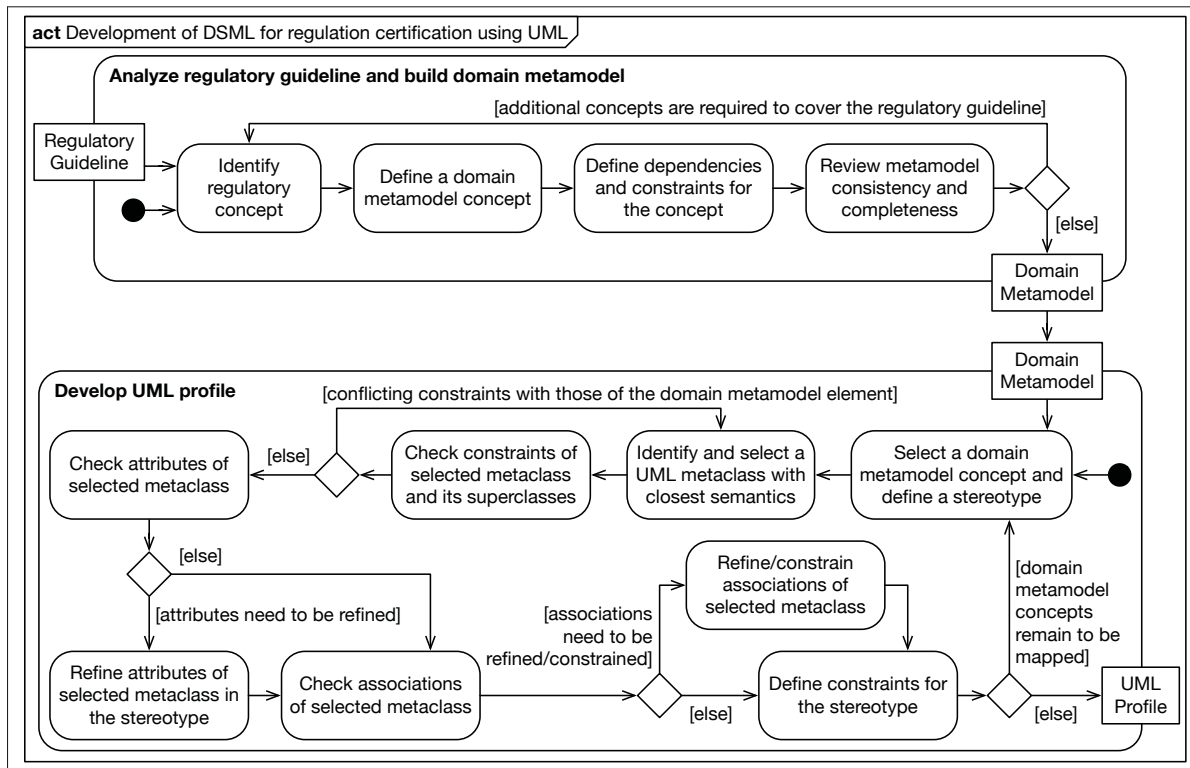 act Development of DSML for regulation certification using UML
Analyze regulatory guideline and build domain metamodel
[additional concepts are required to cover the regulatory guideline]
Regulatory
Guideline
Identify
regulatory
concept
Define a domain
metamodel concept
Define dependencies
and constraints for
the concept
Review metamodel
consistency and
completeness
[else]
Domain
Metamodel
Domain
Metamodel
Develop UML profile
[conflicting constraints with those of the domain metamodel element]
Select a domain
metamodel concept and
define a stereotype
Identify and select a
UML metaclass with
closest semantics
Check constraints of
selected metaclass
and its superclasses
[else]
Check attributes of
selected metaclass
[else]
[attributes need to be refined]
Refine attributes of
selected metaclass in
the stereotype
Check associations
of selected metaclass
[associations
need to be
refined/constrained]
Refine/constrain
associations of
selected metaclass
[else]
Define constraints for
the stereotype
[domain
metamodel
concepts
remain to be
mapped]
[else]
UML
Profile